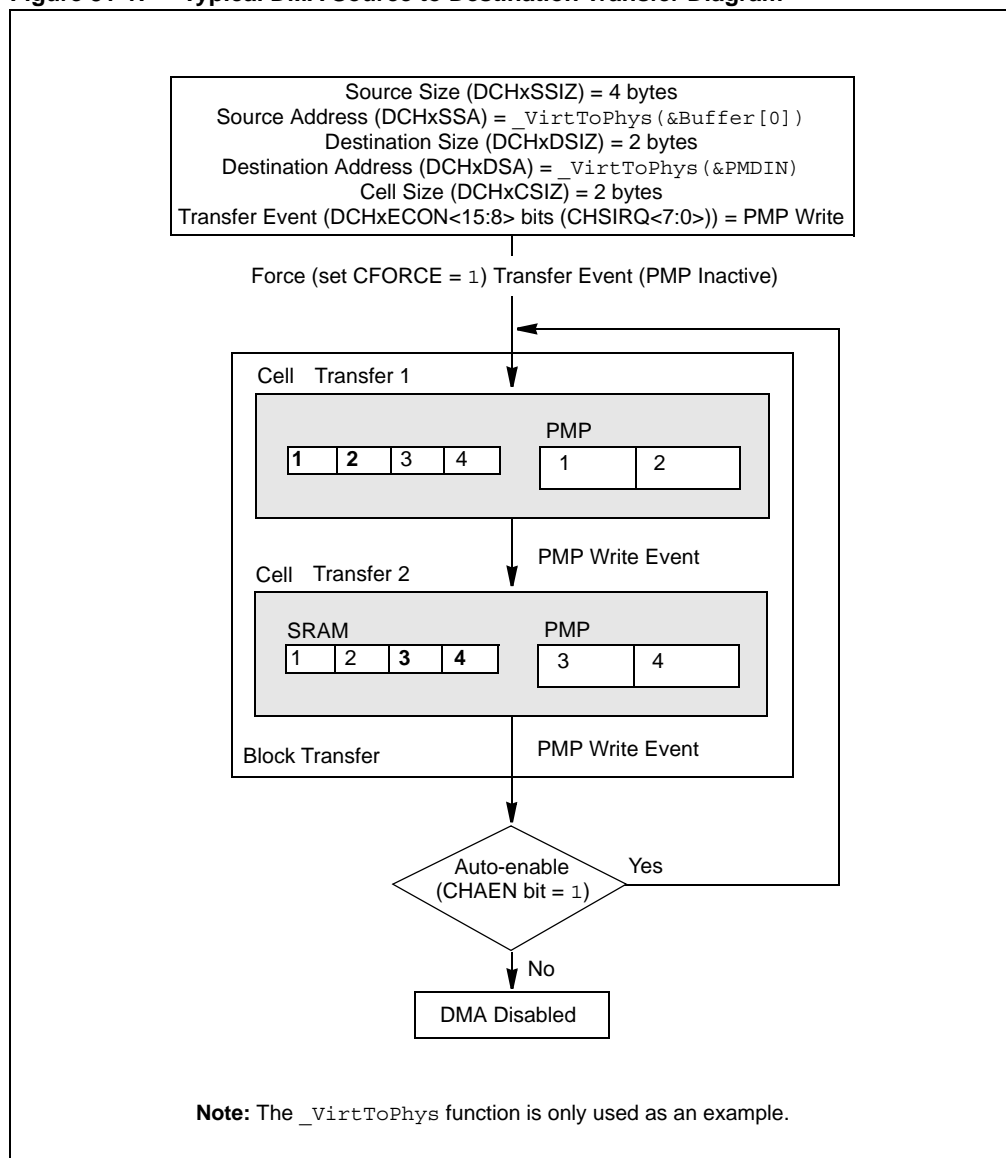 Source Size (DCHxSSIZ) = 4 bytes
Source Address (DCHxSSA) = _VirtToPhys(&Buffer[0])
Destination Size (DCHxDSIZ) = 2 bytes
Destination Address (DCHxDSA) = _VirtToPhys(&PMDIN)
Cell Size (DCHxCSIZ) = 2 bytes
Transfer Event (DCHxECON<15:8> bits (CHSIRQ<7:0>)) = PMP Write
Force (set CFORCE = 1) Transfer Event (PMP Inactive)
Cell Transfer 1
PMP
1 2 3 4
1 2
PMP Write Event
Cell Transfer 2
SRAM
PMP
1 2 3 4
3 4
Block Transfer
PMP Write Event
Auto-enable
(CHAEN bit = 1)
Yes
No
DMA Disabled
Note: The _VirtToPhys function is only used as an example.